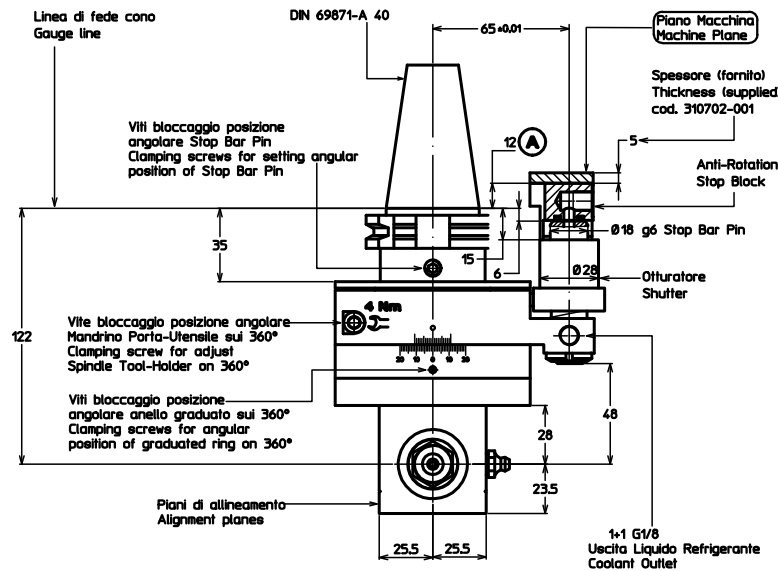 Linea di fede cono
Gauge line
DIN 69871-A 40
65 ±0.01
Piano Macchina
Machine Plane
Spessore (fornito)
Thickness (supplied
cod. 310702-001
Viti bloccaggio posizione
angolare Stop Bar Pin
Clamping screws for setting angular
position of Stop Bar Pin
12
A
5
Anti-Rotation
Stop Block
Ø18 g6 Stop Bar Pin
35
15
6
Ø28
Otturatore
Shutter
4 Nm
122
Vite bloccaggio posizione angolare
Mandrino Porta-Utensile sui 360°
Clamping screw for adjust
Spindle Tool-Holder on 360°
0
20 10 0 10 20
Viti bloccaggio posizione
angolare anello graduato sui 360°
Clamping screws for angular
position of graduated ring on 360°
48
28
23.5
Piani di allineamento
Alignment planes
25.5
25.5
1+1 G1/8
Uscita Liquido Refrigerante
Coolant Outlet